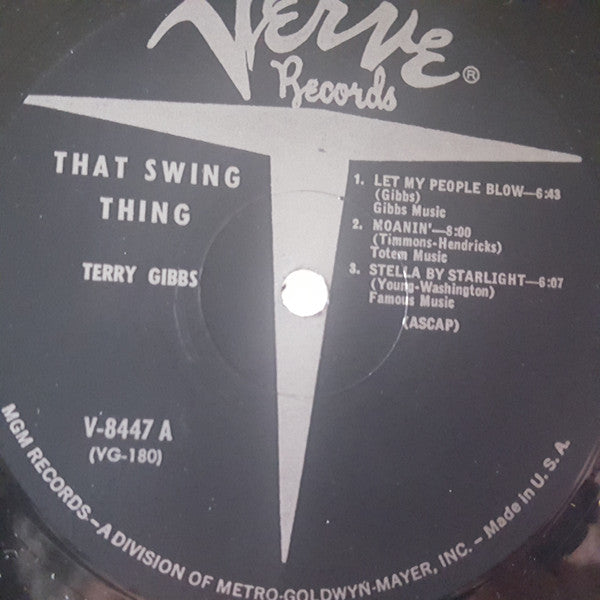 Verve
Records®
THAT SWING
THING
TERRY GIBBS
1. LET MY PEOPLE BLOW—6:43
(Gibbs)
Gibbs Music
2. MOANIN'—8:00
(Timmons-Hendricks)
Totem Music
3. STELLA BY STARLIGHT—6:07
(Young-Washington)
Famous Music
(ASCAP)
V-8447 A
(VG-180)
MGM RECORDS – A DIVISION OF METRO-GOLDWYN-MAYER, INC. – Made in U.S.A.